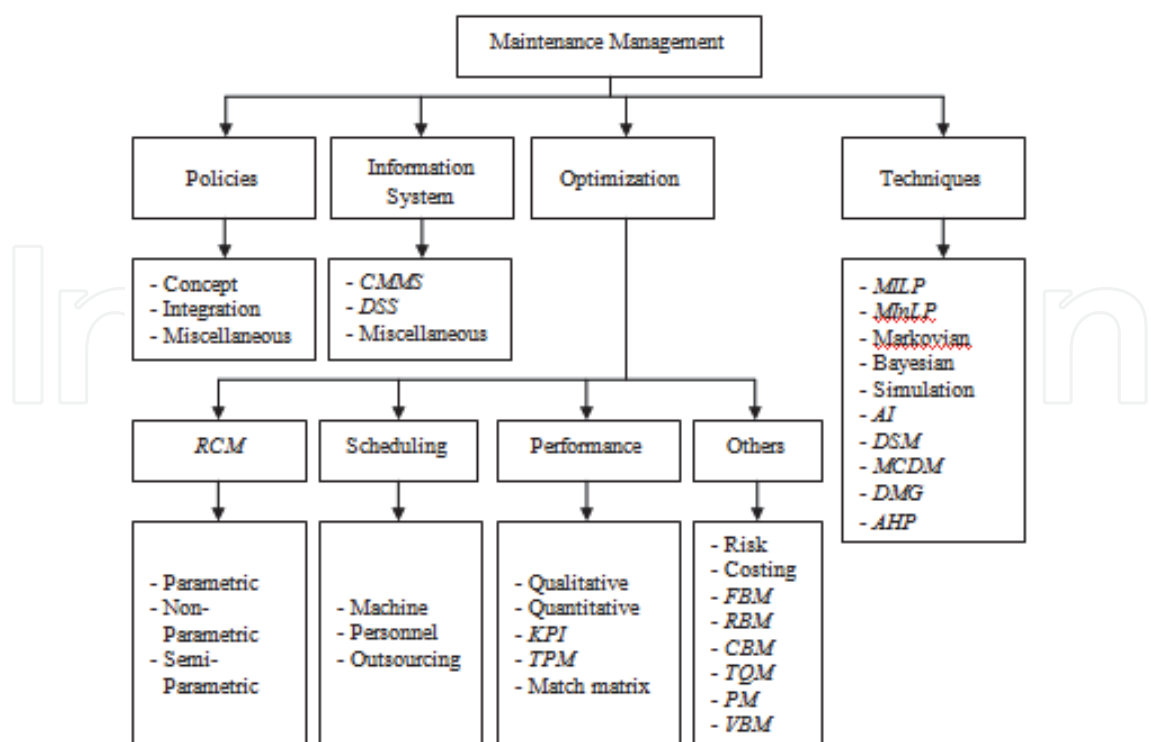 Maintenance Management
Policies
Information
System
Optimization
Techniques
- Concept
- Integration
- Miscellaneous
- CMMS
- DSS
- Miscellaneous
- MILP
- MInLP
- Markovian
- Bayesian
- Simulation
- AI
- DSM
- MCDM
- DMG
- AHP
RCM
Scheduling
Performance
Others
- Parametric
- Non-
Parametric
- Semi-
Parametric
- Machine
- Personnel
- Outsourcing
- Qualitative
- Quantitative
- KPI
- TPM
- Match matrix
- Risk
- Costing
- FBM
- RBM
- CBM
- TQM
- PM
- VBM